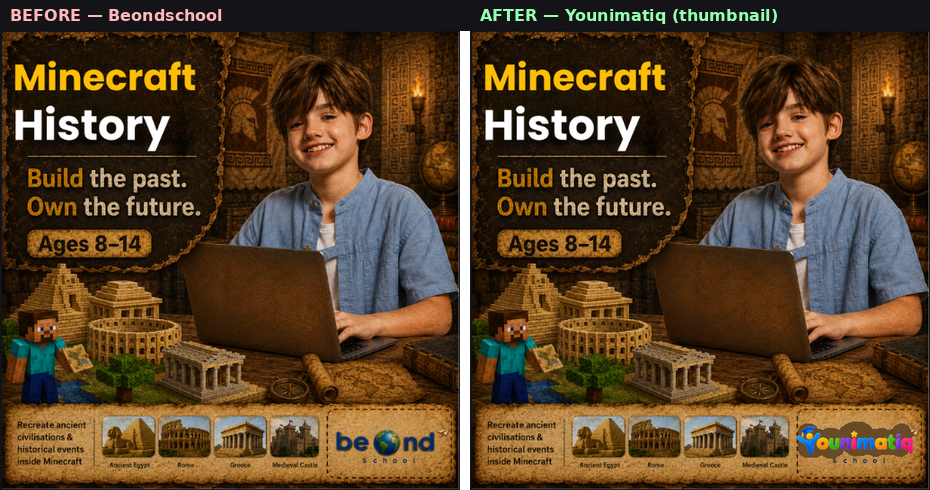 BEFORE — Beondschool
Minecraft
History
Build the past.
Own the future.
Ages 8–14
Recreate ancient
civilisations &
historical events
inside Minecraft
Ancient Egypt
Rome
Greece
Medieval Castle
be nd
School
AFTER — Younimatiq (thumbnail)
Minecraft
History
Build the past.
Own the future.
Ages 8–14
Recreate ancient
civilisations &
historical events
inside Minecraft
Ancient Egypt
Rome
Greece
Medieval Castle
Younimatiq
School